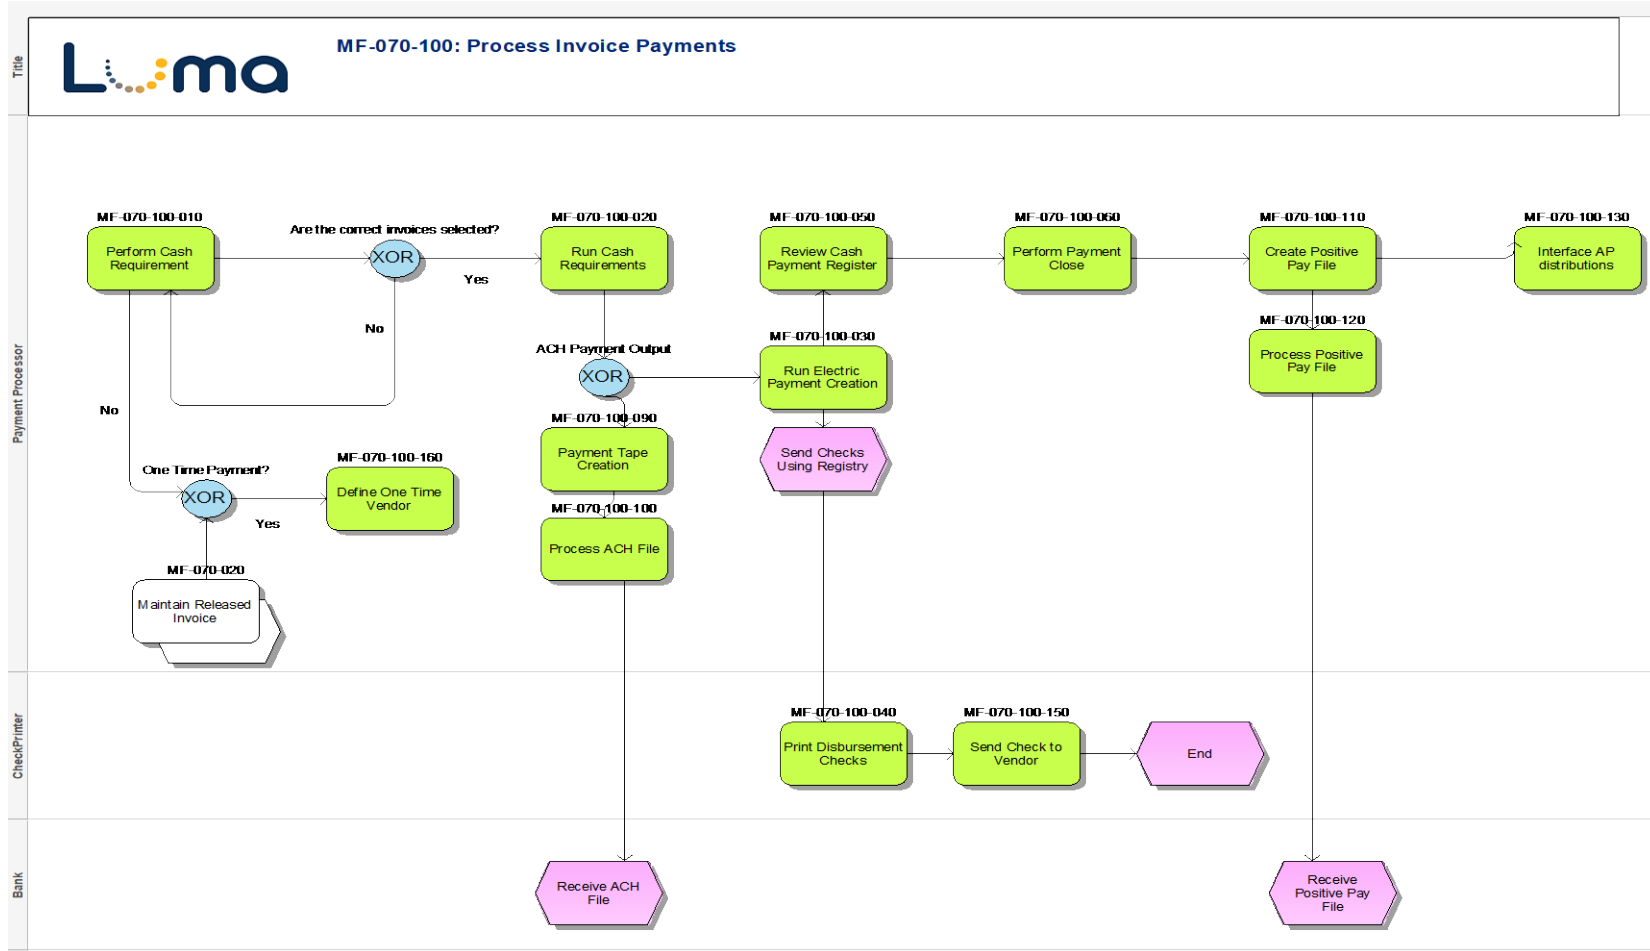 Title
Luma
MF-070-100: Process Invoice Payments
Payment Processor
MF-070-100-010
Perform Cash
Requirement
Are the correct invoices selected?
XOR
Yes
No
MF-070-100-020
Run Cash
Requirements
MF-070-100-050
Review Cash
Payment Register
MF-070-100-060
Perform Payment
Close
MF-070-100-110
Create Positive
Pay File
MF-070-100-130
Interface AP
distributions
ACH Payment Output
XOR
MF-070-100-030
Run Electric
Payment Creation
MF-070-100-120
Process Positive
Pay File
No
MF-070-100-090
Payment Tape
Creation
Send Checks
Using Registry
One Time Payment?
XOR
Yes
MF-070-100-160
Define One Time
Vendor
MF-070-100-100
Process ACH File
MF-070-020
Maintain Released
Invoice
CheckPrinter
MF-070-100-040
Print Disbursement
Checks
MF-070-100-150
Send Check to
Vendor
End
Bank
Receive ACH
File
Receive
Positive Pay
File